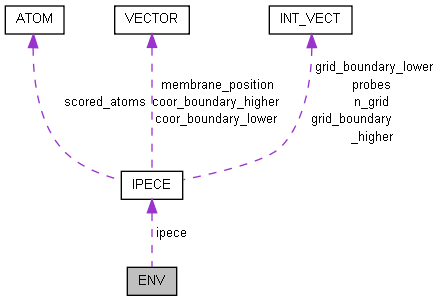 ATOM
VECTOR
INT_VECT
scored_atoms
membrane_position
coor_boundary_higher
coor_boundary_lower
grid_boundary_lower
probes
n_grid
grid_boundary
_higher
IPECE
ipece
ENV